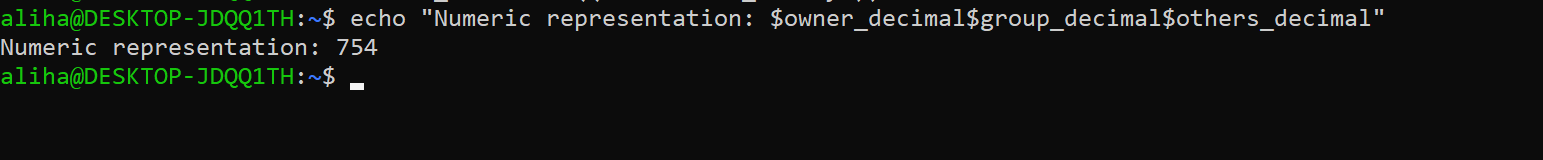 aliha@DESKTOP-JDQQ1TH:~$ echo "Numeric representation: $owner_decimal$group_decimal$others_decimal"
Numeric representation: 754
aliha@DESKTOP-JDQQ1TH:~$